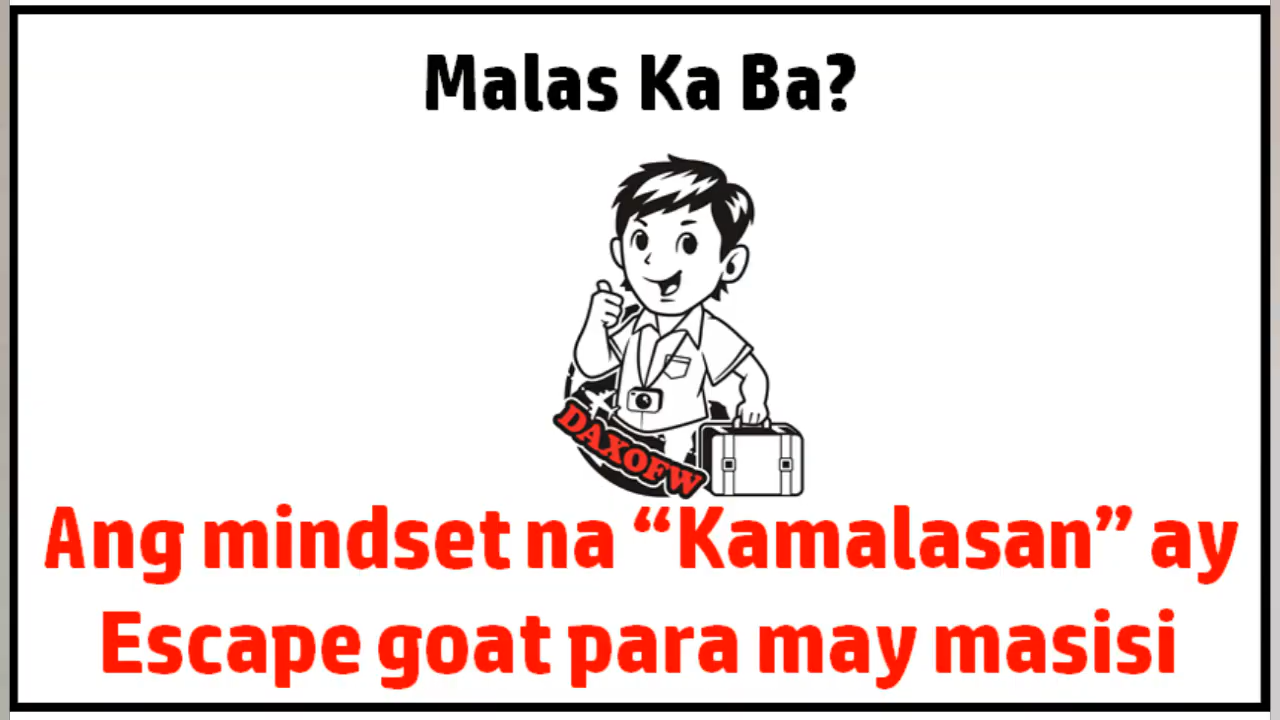 Malas Ka Ba?
DAXOFW
Ang mindset na “Kamalasan” ay
Escape goat para may masisi